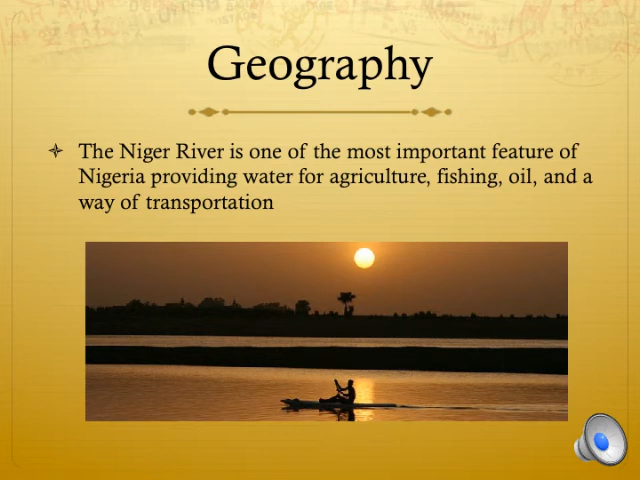 Geography
The Niger River is one of the most important feature of
Nigeria providing water for agriculture, fishing, oil, and a
way of transportation